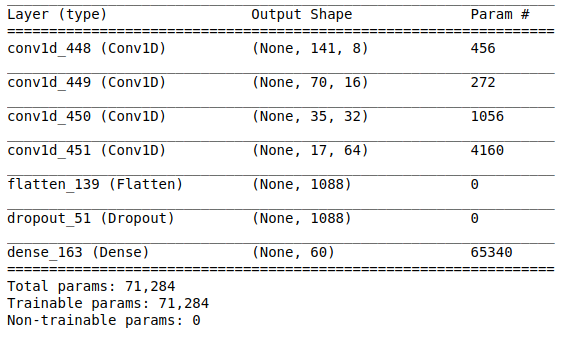 Layer (type) Output Shape Param #
=================================================================
conv1d_448 (Conv1D) (None, 141, 8) 456
conv1d_449 (Conv1D) (None, 70, 16) 272
conv1d_450 (Conv1D) (None, 35, 32) 1056
conv1d_451 (Conv1D) (None, 17, 64) 4160
flatten_139 (Flatten) (None, 1088) 0
dropout_51 (Dropout) (None, 1088) 0
dense_163 (Dense) (None, 60) 65340
=================================================================
Total params: 71,284
Trainable params: 71,284
Non-trainable params: 0